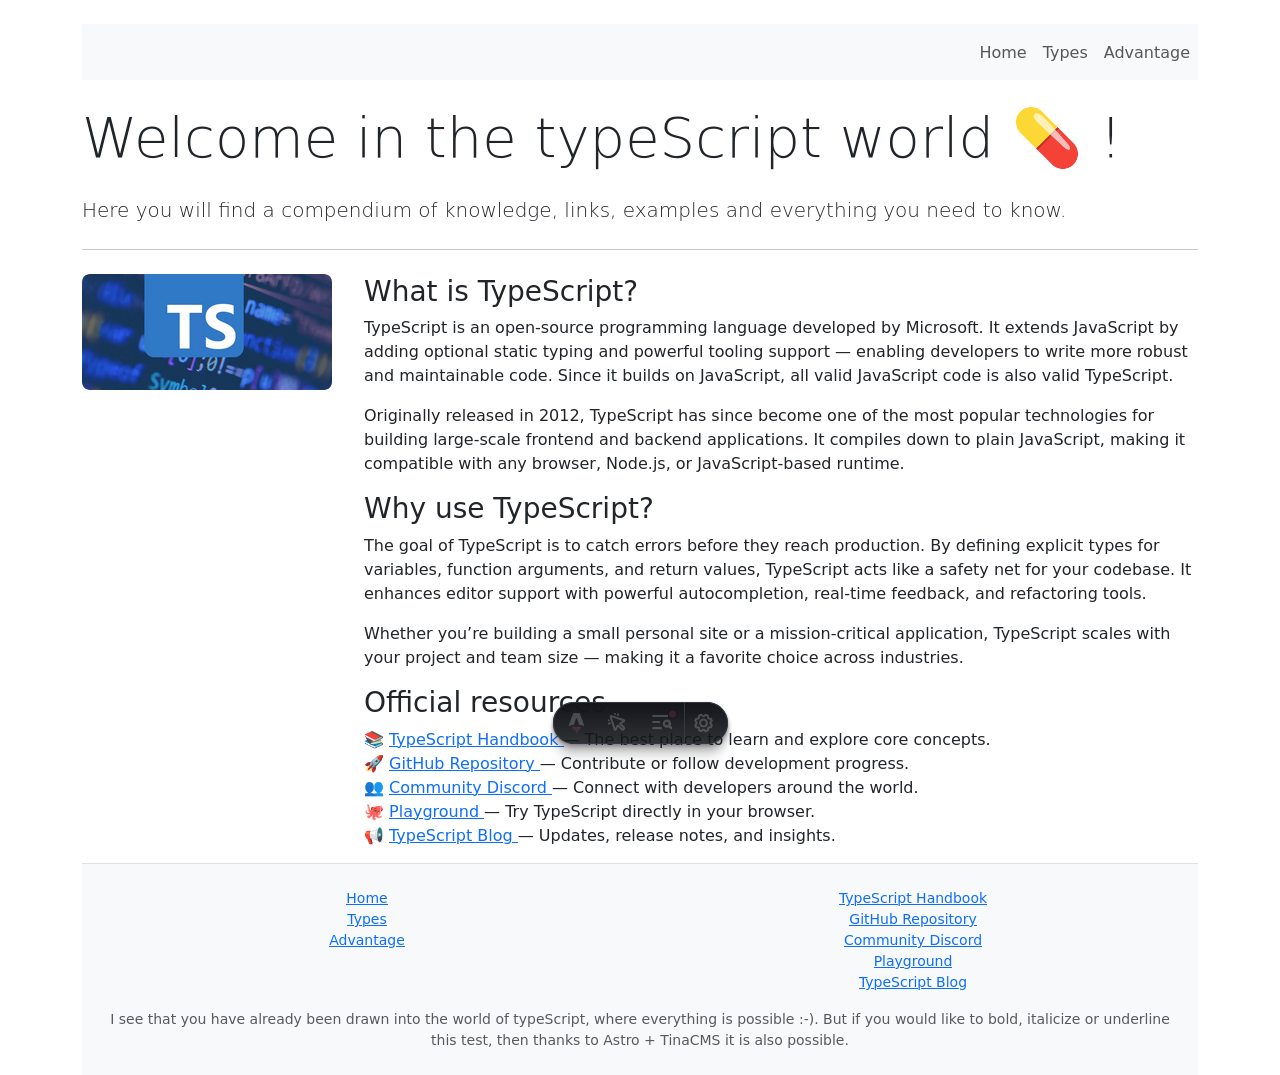 Home Types Advantage
Welcome in the typeScript world 💊 !
Here you will find a compendium of knowledge, links, examples and everything you need to know.
TS
What is TypeScript?
TypeScript is an open-source programming language developed by Microsoft. It extends JavaScript by
adding optional static typing and powerful tooling support — enabling developers to write more robust
and maintainable code. Since it builds on JavaScript, all valid JavaScript code is also valid TypeScript.
Originally released in 2012, TypeScript has since become one of the most popular technologies for
building large-scale frontend and backend applications. It compiles down to plain JavaScript, making it
compatible with any browser, Node.js, or JavaScript-based runtime.
Why use TypeScript?
The goal of TypeScript is to catch errors before they reach production. By defining explicit types for
variables, function arguments, and return values, TypeScript acts like a safety net for your codebase. It
enhances editor support with powerful autocompletion, real-time feedback, and refactoring tools.
Whether you’re building a small personal site or a mission-critical application, TypeScript scales with
your project and team size — making it a favorite choice across industries.
Official resources
📚 TypeScript Handbook — The best place to learn and explore core concepts.
🚀 GitHub Repository — Contribute or follow development progress.
👥 Community Discord — Connect with developers around the world.
🐙 Playground — Try TypeScript directly in your browser.
📢 TypeScript Blog — Updates, release notes, and insights.
Home
Types
Advantage
TypeScript Handbook
GitHub Repository
Community Discord
Playground
TypeScript Blog
I see that you have already been drawn into the world of typeScript, where everything is possible :-). But if you would like to bold, italicize or underline
this test, then thanks to Astro + TinaCMS it is also possible.